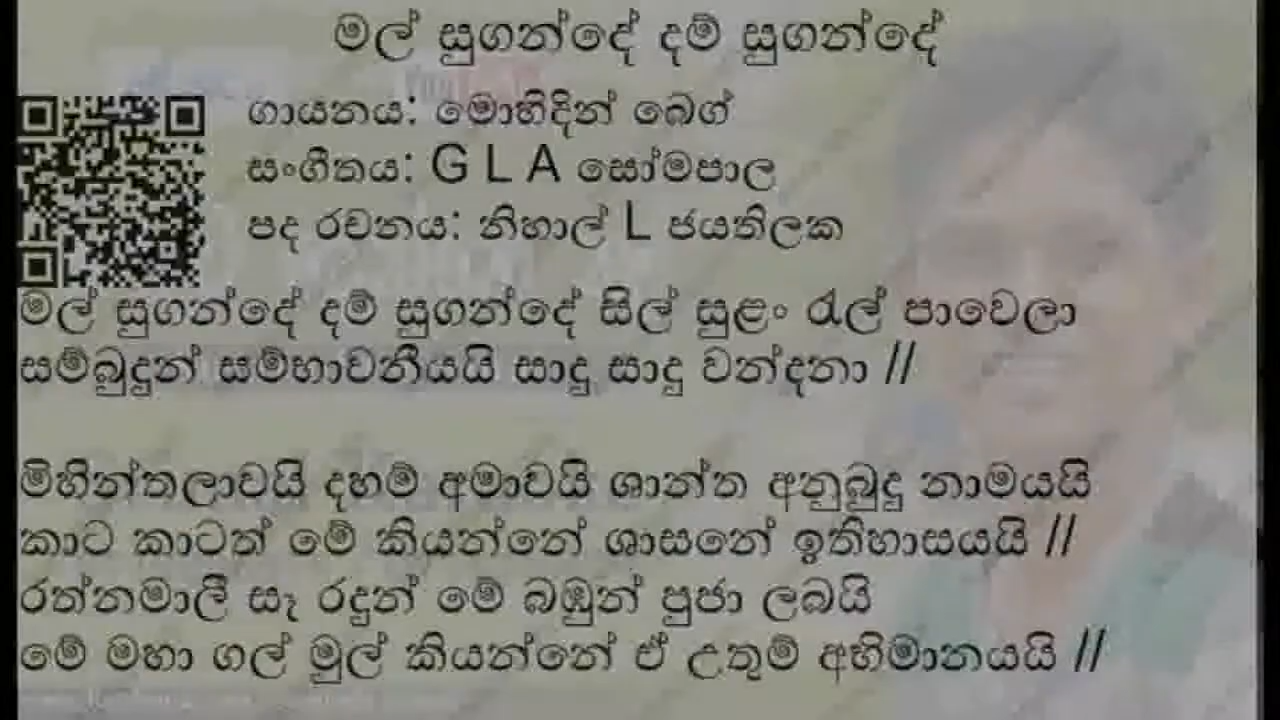 මල් සුගන්දේ දම් සුගන්දේ
ගායනය: මොහිදින් බෙග්
සංගීතය: G L A සෝමපාල
පද රචනය: නිහාල් L ජයතිලක
මල් සුගන්දේ දම් සුගන්දේ සිල් සුළං රැල් පාවෙලා
සම්බුදුන් සම්භාවනීයයි සාදු සාදු වන්දනා //
මිහින්තලාවයි දහම් අමාවයි ශාන්ත අනුබුදු නාමයයි
කාට කාටත් මේ කියන්නේ ශාසනේ ඉතිහාසයයි //
රත්නමාලී සෑ රදුන් මේ බඹුන් පුජා ලබයි
මේ මහා ගල් මුල් කියන්නේ ඒ උතුම් අභිමානයයි //